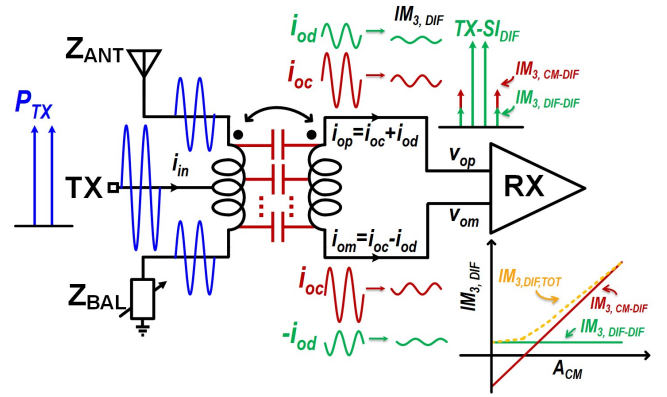 i_od
IM_3, DIF
TX-SI_DIF
Z_ANT
i_oc
IM_3, CM-DIF
P_TX
IM_3, DIF-DIF
i_op=i_oc+i_od
i_in
v_op
TX
RX
v_om
i_om=i_oc-i_od
Z_BAL
i_oc
IM_3, DIF
IM_3,DIF,TOT
IM_3, CM-DIF
-i_od
IM_3, DIF-DIF
A_CM